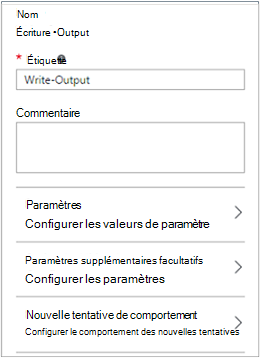 Nom
Écriture •Output
* Étiquette
Write-Output
Commentaire
Paramètres
Configurer les valeurs de paramètre
Paramètres supplémentaires facultatifs
Configurer les paramètres
Nouvelle tentative de comportement
Configurer le comportement des nouvelles tentatives